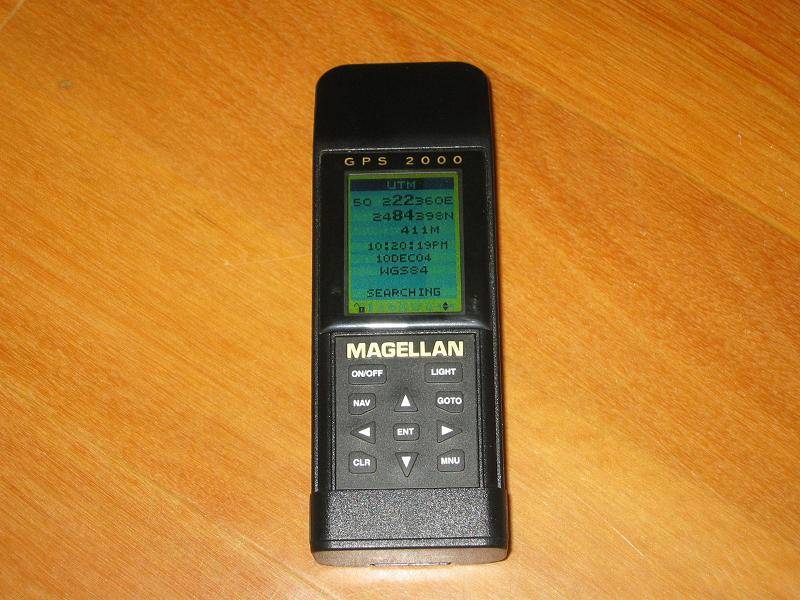 GPS 2000
UTM
50 222360E
2484398N
411M
10:20:19PM
10DEC04
WGS84
SEARCHING
MAGELLAN
ON/OFF LIGHT
NAV GOTO
ENT
CLR MNU